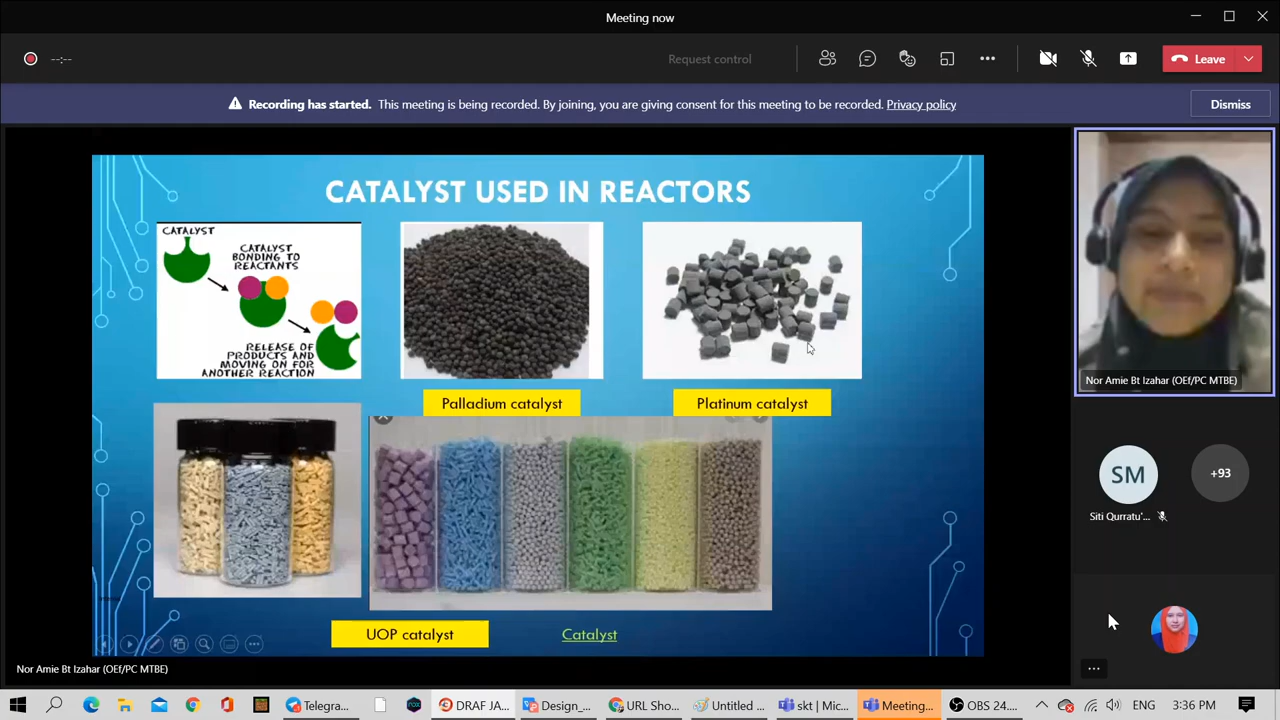 Meeting now
--:--
Request control
Leave
Recording has started. This meeting is being recorded. By joining, you are giving consent for this meeting to be recorded. Privacy policy
Dismiss
CATALYST USED IN REACTORS
CATALYST
CATALYST
BONDING TO
REACTANTS
RELEASE OF
PRODUCTS AND
MOVING ON FOR
ANOTHER REACTION
Palladium catalyst
Platinum catalyst
UOP catalyst
Catalyst
Nor Amie Bt Izahar (OEf/PC MTBE)
Nor Amie Bt Izahar (OEf/PC MTBE)
SM
+93
Siti Qurratu'...
Telegra...
DRAF JA...
Design_...
URL Sho...
Untitled ...
skt | Mic...
Meeting...
OBS 24....
ENG
3:36 PM